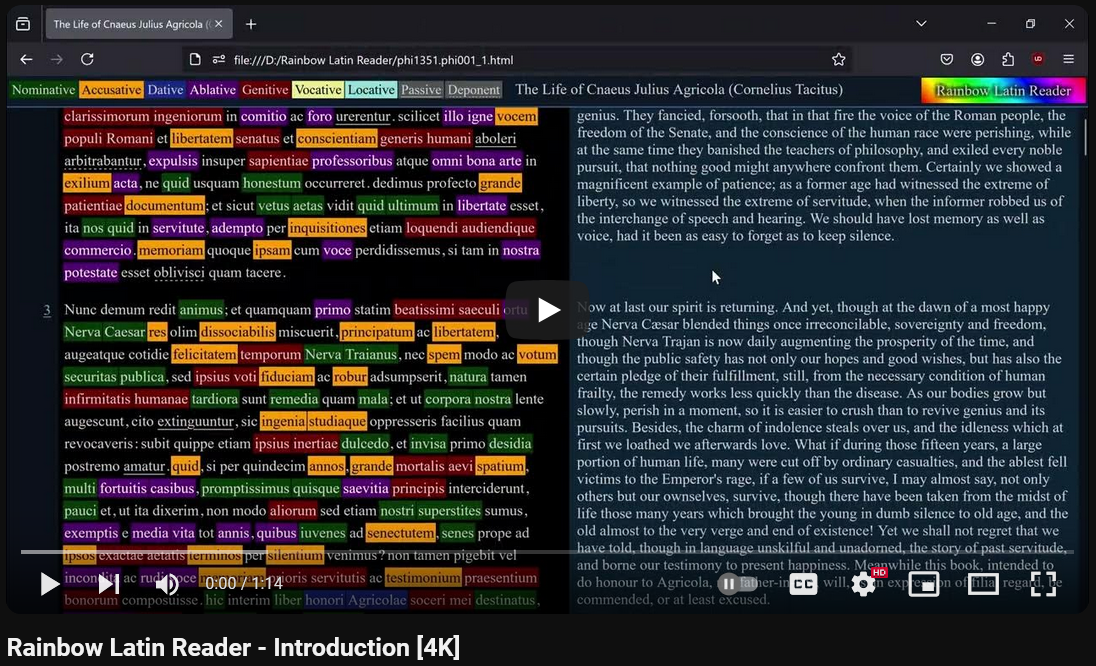 The Life of Cnaeus Julius Agricola (
file:///D:/Rainbow Latin Reader/phi1351.phi001_1.html
Nominative Accusative Dative Ablative Genitive Vocative Locative Passive Deponent The Life of Cnaeus Julius Agricola (Cornelius Tacitus) Rainbow Latin Reader
clarissimorum ingeniorum in comitio ac foro urerentur. scilicet illo igne vocem
populi Romani et libertatem senatus et conscientiam generis humani aboleri
arbitrabantur, expulsis insuper sapientiae professoribus atque omni bona arte in
exilium acta, ne quid usquam honestum occurreret. dedimus profecto grande
patientiae documentum; et sicut vetus aetas vidit quid ultimum in libertate esset,
ita nos quid in servitute, adempto per inquisitiones etiam loquendi audiendique
commercio. memoriam quoque ipsam cum voce perdidissemus, si tam in nostra
potestate esset oblivisci quam tacere.
3 Nunc demum redit animus; et quamquam primo statim beatissimi saeculi ortu
Nerva Caesar res olim dissociabilis miscuerit, principatum ac libertatem,
augeatque cotidie felicitatem temporum Nerva Traianus, nec spem modo ac votum
securitas publica, sed ipsius voti fiduciam ac robur adsumpserit, natura tamen
infirmitatis humanae tardiora sunt remedia quam mala; et ut corpora nostra lente
augescunt, cito extinguuntur, sic ingenia studiaque oppresseris facilius quam
revocaveris: subit quippe etiam ipsius inertiae dulcedo, et invisa primo desidia
postremo amatur. quid, si per quindecim annos, grande mortalis aevi spatium,
multi fortuitis casibus, promptissimus quisque saevitia principis interciderunt,
pauci et, ut ita dixerim, non modo aliorum sed etiam nostri superstites sumus,
exemptis e media vita tot annis, quibus iuvenes ad senectutem, senes prope ad
ipsos exactae aetatis terminos per silentium venimus? non tamen pigebit vel
incondita ac rudi voce prioris servitutis ac testimonium praesentium
bonorum composuisse. hic interim liber honori Agricolae soceri mei destinatus,
genius. They fancied, forsooth, that in that fire the voice of the Roman people, the
freedom of the Senate, and the conscience of the human race were perishing, while
at the same time they banished the teachers of philosophy, and exiled every noble
pursuit, that nothing good might anywhere confront them. Certainly we showed a
magnificent example of patience; as a former age had witnessed the extreme of
liberty, so we witnessed the extreme of servitude, when the informer robbed us of
the interchange of speech and hearing. We should have lost memory as well as
voice, had it been as easy to forget as to keep silence.
Now at last our spirit is returning. And yet, though at the dawn of a most happy
age Nerva Cæsar blended things once irreconcilable, sovereignty and freedom,
though Nerva Trajan is now daily augmenting the prosperity of the time, and
though the public safety has not only our hopes and good wishes, but has also the
certain pledge of their fulfillment, still, from the necessary condition of human
frailty, the remedy works less quickly than the disease. As our bodies grow but
slowly, perish in a moment, so it is easier to crush than to revive genius and its
pursuits. Besides, the charm of indolence steals over us, and the idleness which at
first we loathed we afterwards love. What if during those fifteen years, a large
portion of human life, many were cut off by ordinary casualties, and the ablest fell
victims to the Emperor's rage, if a few of us survive, I may almost say, not only
others but our ownselves, survive, though there have been taken from the midst of
life those many years which brought the young in dumb silence to old age, and the
old almost to the very verge and end of existence! Yet we shall not regret that we
have told, though in language unskilful and unadorned, the story of past servitude,
and borne our testimony to present happiness. Meanwhile this book, intended to
do honour to Agricola, father-in will, expression of filial regard, be
commended, or at least excused.
0:00 / 1:14
CC
HD
Rainbow Latin Reader - Introduction [4K]